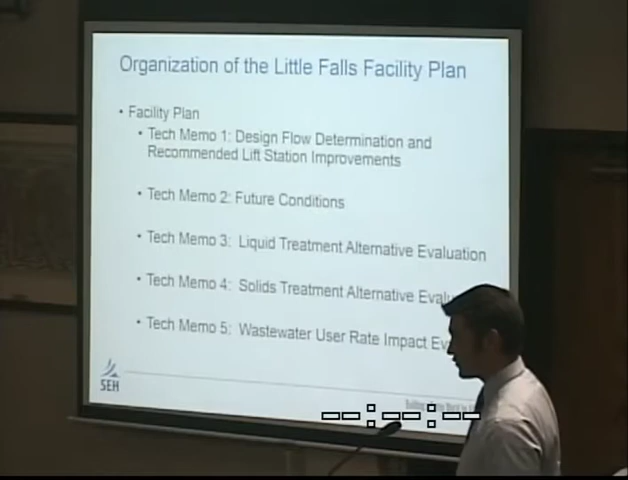 Organization of the Little Falls Facility Plan
• Facility Plan
• Tech Memo 1: Design Flow Determination and
Recommended Lift Station Improvements
• Tech Memo 2: Future Conditions
• Tech Memo 3: Liquid Treatment Alternative Evaluation
• Tech Memo 4: Solids Treatment Alternative
• Tech Memo 5: Wastewater User Rate Impact
SEH
--:--:--